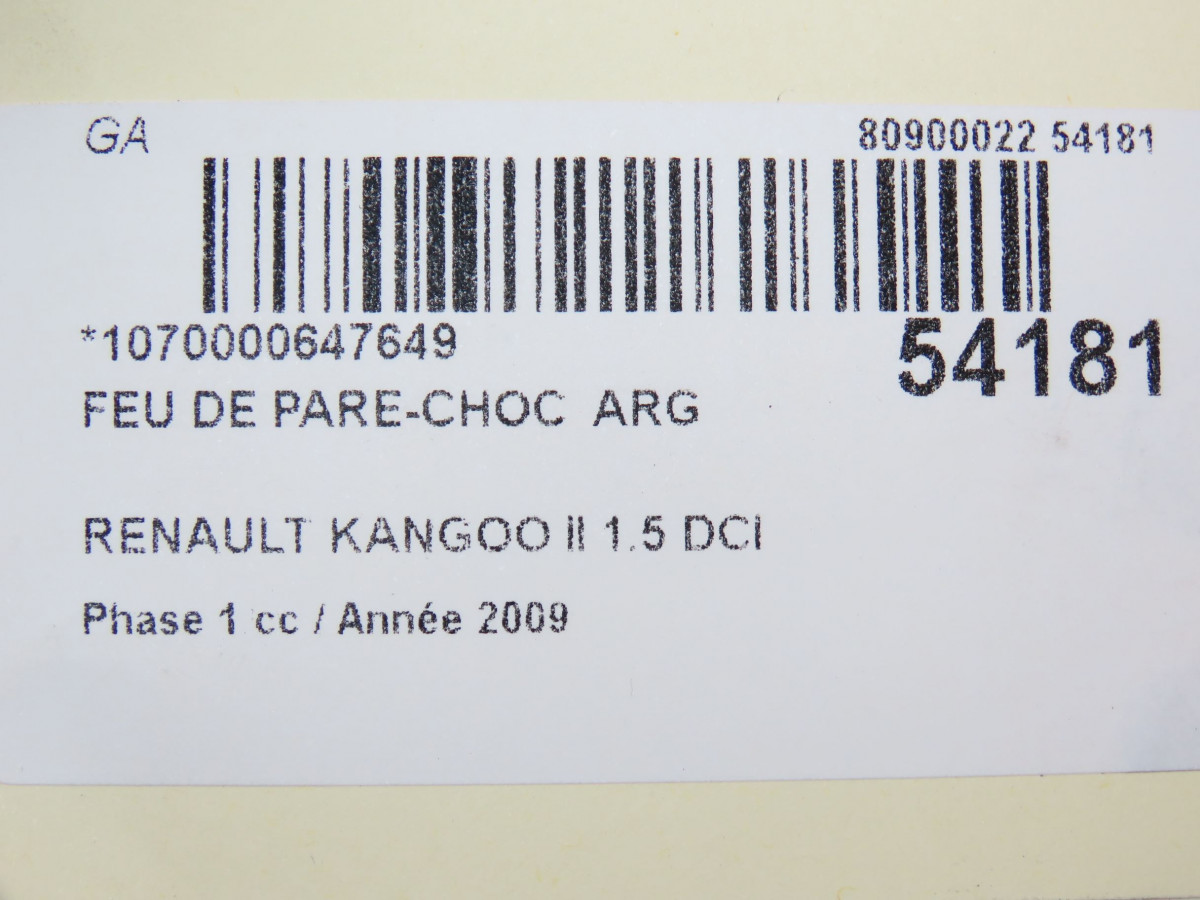 GA 80900022 54181
*1070000647649 54181
FEU DE PARE-CHOC ARG
RENAULT KANGOO II 1.5 DCI
Phase 1 cc / Année 2009